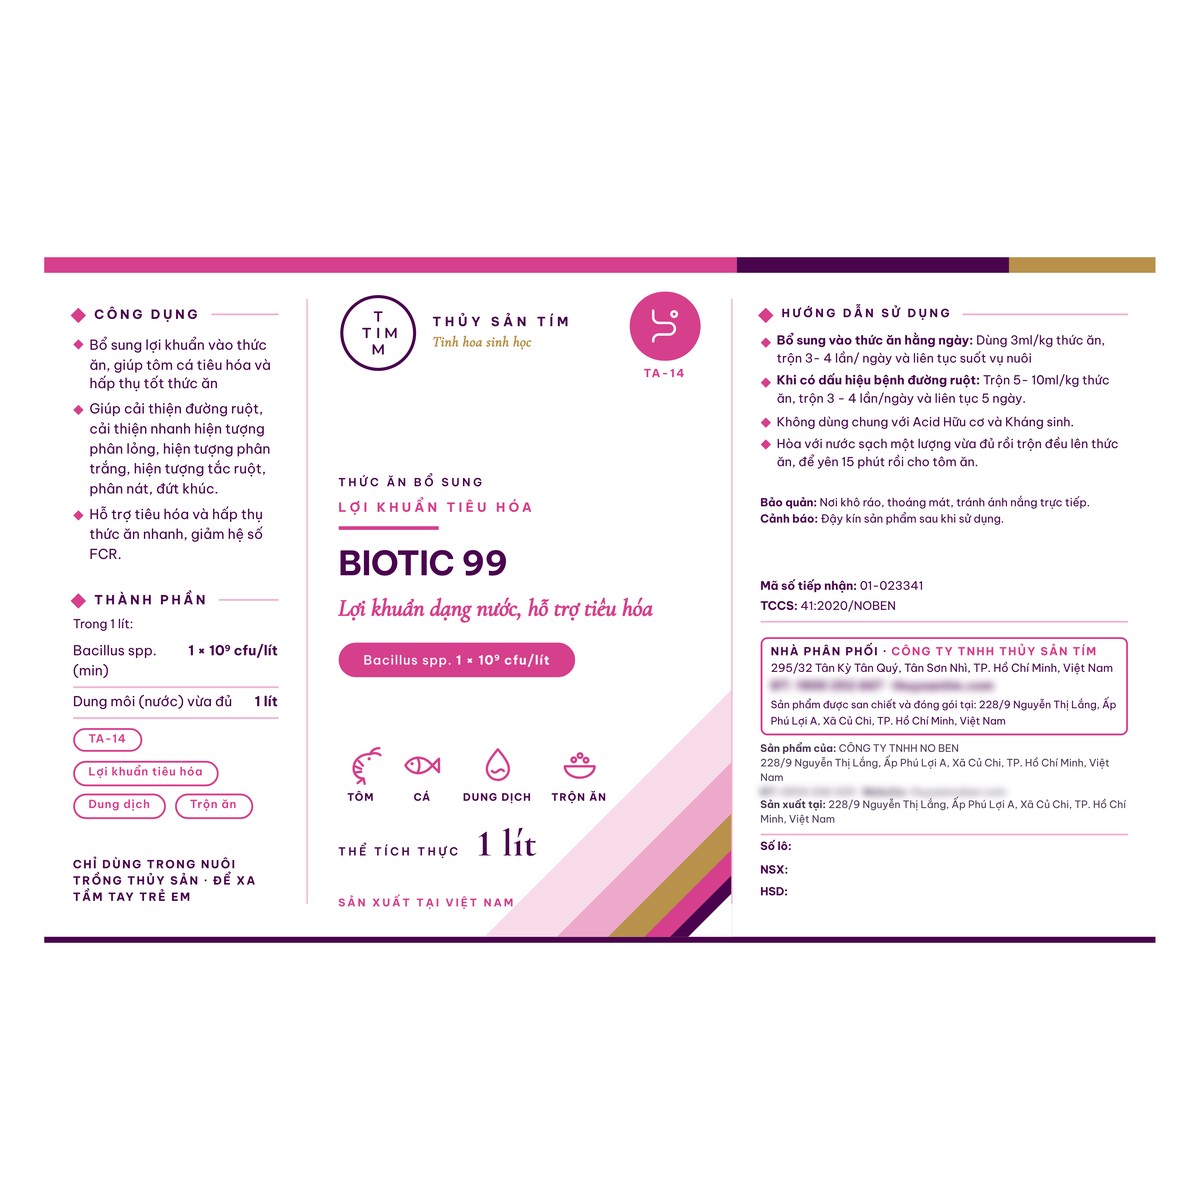 CÔNG DỤNG
Bổ sung lợi khuẩn vào thức
ăn, giúp tôm cá tiêu hóa và
hấp thụ tốt thức ăn
Giúp cải thiện đường ruột,
cải thiện nhanh hiện tượng
phân lỏng, hiện tượng phân
trắng, hiện tượng tắc ruột,
phân nát, đứt khúc.
Hỗ trợ tiêu hóa và hấp thụ
thức ăn nhanh, giảm hệ số
FCR.
THÀNH PHẦN
Trong 1 lít:
Bacillus spp. 1 × 10⁹ cfu/lít
(min)
Dung môi (nước) vừa đủ 1 lít
TA-14
Lợi khuẩn tiêu hóa
Dung dịch Trộn ăn
CHỈ DÙNG TRONG NUÔI
TRỒNG THỦY SẢN · ĐỂ XA
TẦM TAY TRẺ EM
T
TIM
M
THỦY SẢN TÍM
Tinh hoa sinh học
TA-14
THỨC ĂN BỔ SUNG
LỢI KHUẨN TIÊU HÓA
BIOTIC 99
Lợi khuẩn dạng nước, hỗ trợ tiêu hóa
Bacillus spp. 1 × 10⁹ cfu/lít
TÔM CÁ DUNG DỊCH TRỘN ĂN
THỂ TÍCH THỰC 1 lít
SẢN XUẤT TẠI VIỆT NAM
HƯỚNG DẪN SỬ DỤNG
Bổ sung vào thức ăn hằng ngày: Dùng 3ml/kg thức ăn,
trộn 3- 4 lần/ ngày và liên tục suốt vụ nuôi
Khi có dấu hiệu bệnh đường ruột: Trộn 5- 10ml/kg thức
ăn, trộn 3 - 4 lần/ngày và liên tục 5 ngày.
Không dùng chung với Acid Hữu cơ và Kháng sinh.
Hòa với nước sạch một lượng vừa đủ rồi trộn đều lên thức
ăn, để yên 15 phút rồi cho tôm ăn.
Bảo quản: Nơi khô ráo, thoáng mát, tránh ánh nắng trực tiếp.
Cảnh báo: Đậy kín sản phẩm sau khi sử dụng.
Mã số tiếp nhận: 01-023341
TCCS: 41:2020/NOBEN
NHÀ PHÂN PHỐI · CÔNG TY TNHH THỦY SẢN TÍM
295/32 Tân Kỳ Tân Quý, Tân Sơn Nhì, TP. Hồ Chí Minh, Việt Nam
Sản phẩm được san chiết và đóng gói tại: 228/9 Nguyễn Thị Lắng, Ấp
Phú Lợi A, Xã Củ Chi, TP. Hồ Chí Minh, Việt Nam
Sản phẩm của: CÔNG TY TNHH NO BEN
228/9 Nguyễn Thị Lắng, Ấp Phú Lợi A, Xã Củ Chi, TP. Hồ Chí Minh, Việt
Nam
Sản xuất tại: 228/9 Nguyễn Thị Lắng, Ấp Phú Lợi A, Xã Củ Chi, TP. Hồ Chí
Minh, Việt Nam
Số lô:
NSX:
HSD: